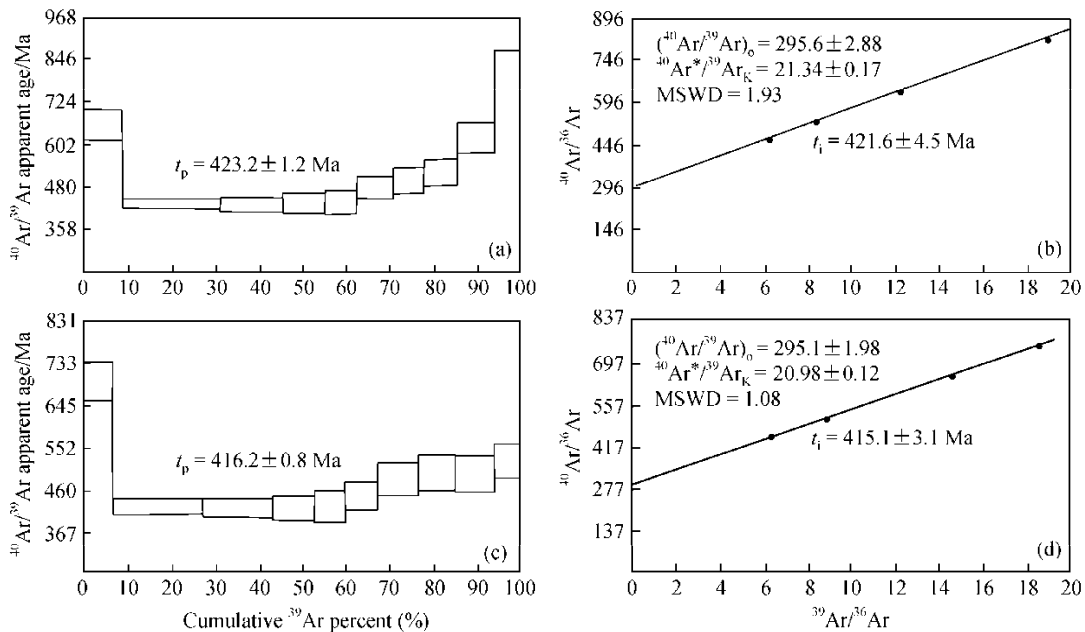 968
846
724
602
480
358
⁴⁰Ar/³⁹Ar apparent age/Ma
tₚ = 423.2±1.2 Ma
(a)
0 10 20 30 40 50 60 70 80 90 100
896
746
596
446
296
146
⁴⁰Ar/³⁶Ar
(⁴⁰Ar/³⁹Ar)ₒ = 295.6±2.88
⁴⁰Ar*/³⁹Ar_K = 21.34±0.17
MSWD = 1.93
tᵢ = 421.6±4.5 Ma
(b)
0 2 4 6 8 10 12 14 16 18 20
831
733
645
552
460
367
⁴⁰Ar/³⁹Ar apparent age/Ma
tₚ = 416.2±0.8 Ma
(c)
0 10 20 30 40 50 60 70 80 90 100
Cumulative ³⁹Ar percent (%)
837
697
557
417
277
137
⁴⁰Ar/³⁶Ar
(⁴⁰Ar/³⁹Ar)ₒ = 295.1±1.98
⁴⁰Ar*/³⁹Ar_K = 20.98±0.12
MSWD = 1.08
tᵢ = 415.1±3.1 Ma
(d)
0 2 4 6 8 10 12 14 16 18 20
³⁹Ar/³⁶Ar